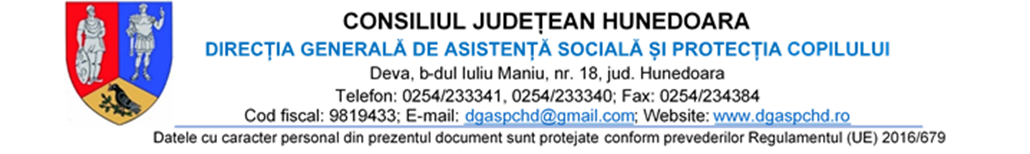 CONSILIUL JUDEȚEAN HUNEDOARA
DIRECȚIA GENERALĂ DE ASISTENȚĂ SOCIALĂ ȘI PROTECȚIA COPILULUI
Deva, b-dul Iuliu Maniu, nr. 18, jud. Hunedoara
Telefon: 0254/233341, 0254/233340; Fax: 0254/234384
Cod fiscal: 9819433; E-mail: dgaspchd@gmail.com; Website: www.dgaspchd.ro
Datele cu caracter personal din prezentul document sunt protejate conform prevederilor Regulamentul (UE) 2016/679